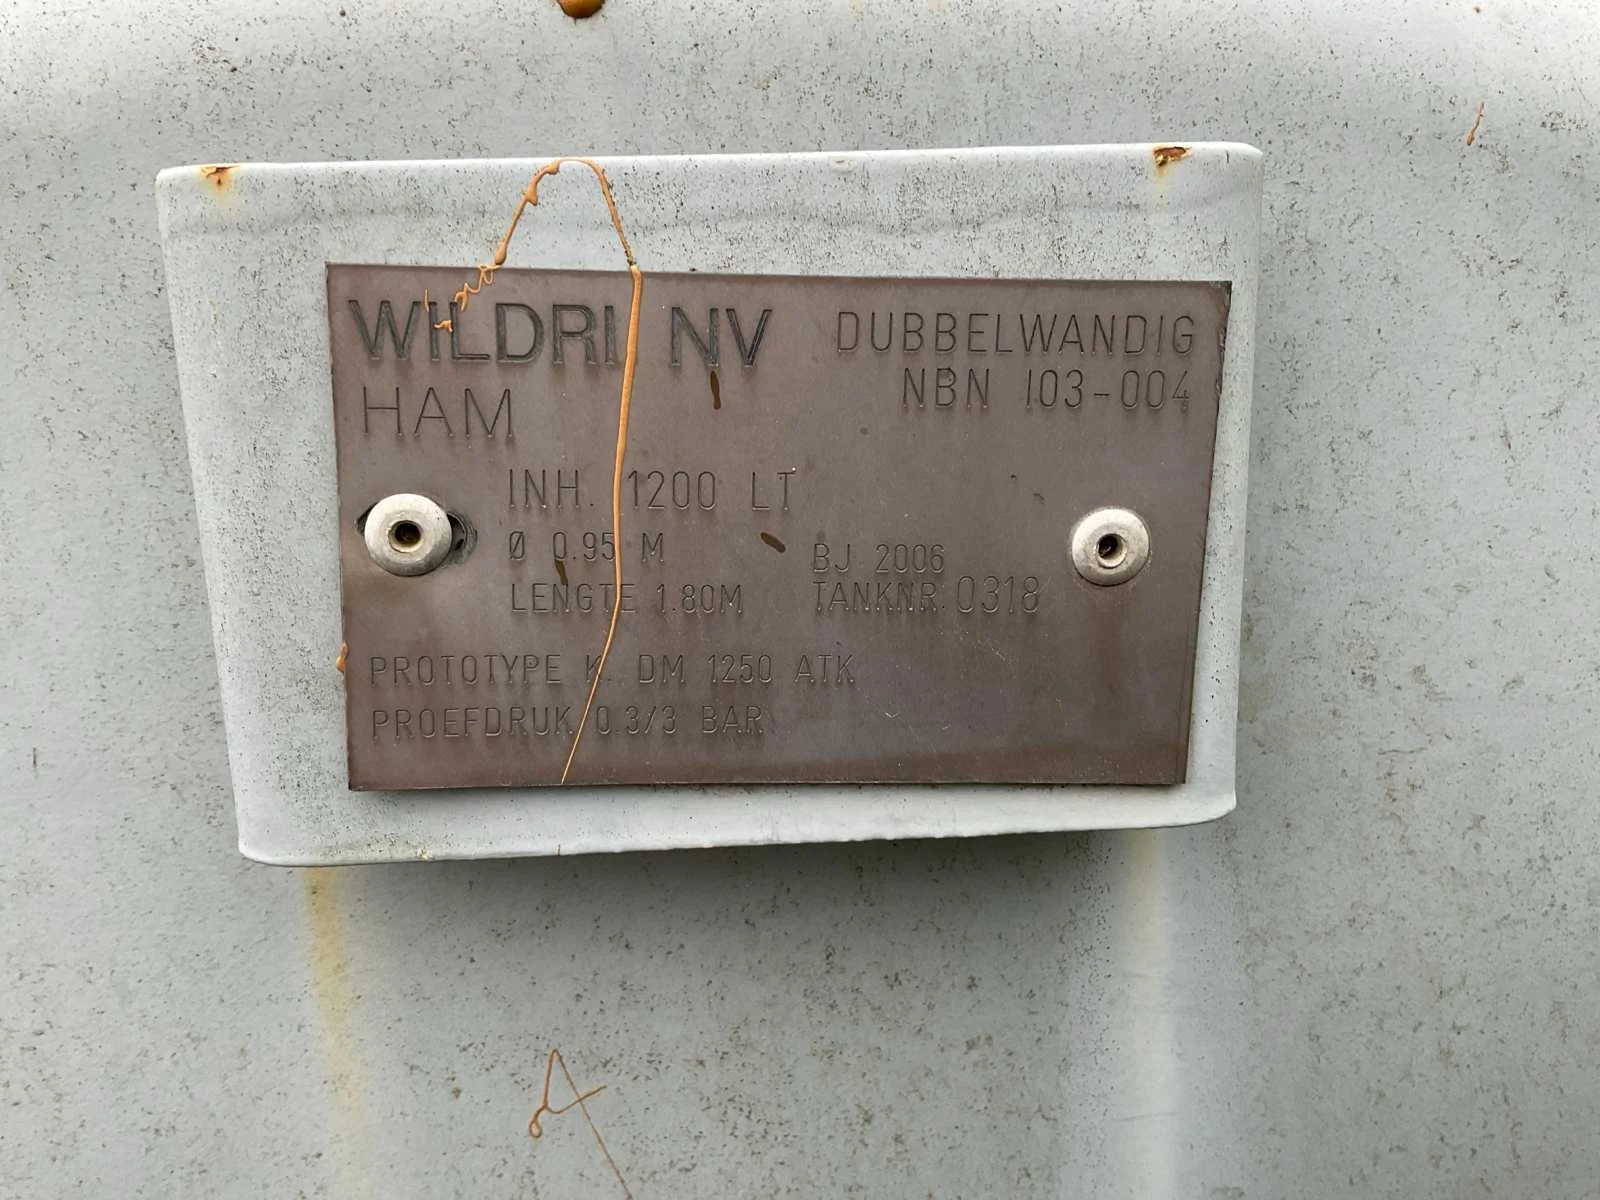 WILDRI NV DUBBELWANDIG
HAM NBN I03-004
INH. 1200 LT
Ø 0.95 M BJ 2006
LENGTE 1.80M TANKNR. 0318
PROTOTYPE K. DM 1250 ATK
PROEFDRUK 0.3/3 BAR